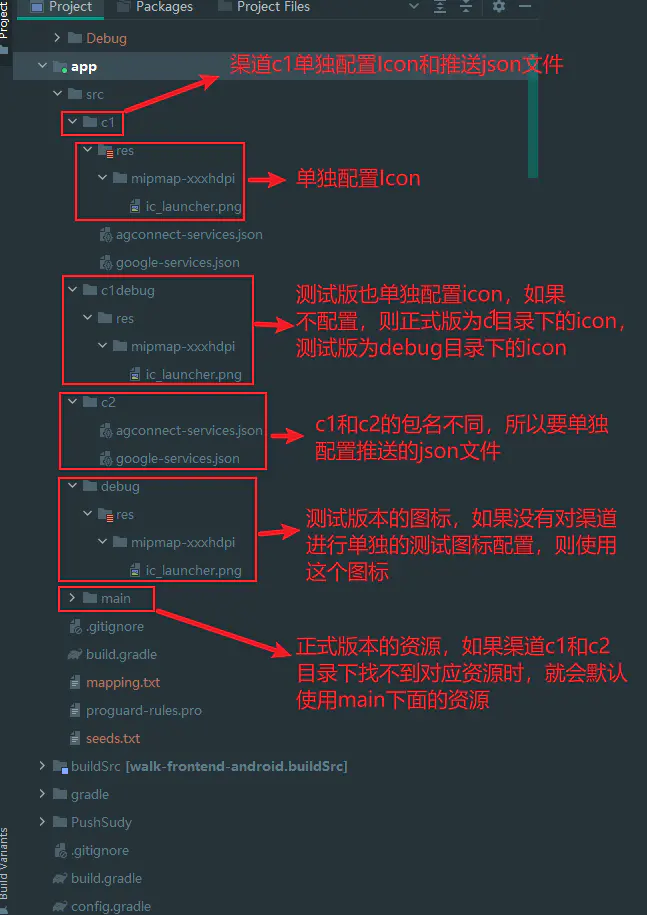 Project
Packages
Project Files
Project
Debug
app
渠道c1单独配置Icon和推送json文件
src
c1
res
mipmap-xxxhdpi
单独配置Icon
ic_launcher.png
agconnect-services.json
google-services.json
c1debug
测试版也单独配置icon，如果
不配置，则正式版为c目录下的icon，
测试版为debug目录下的icon
res
mipmap-xxxhdpi
ic_launcher.png
c2
c1和c2的包名不同，所以要单独
配置推送的json文件
agconnect-services.json
google-services.json
debug
测试版本的图标，如果没有对渠道
进行单独的测试图标配置，则使用
这个图标
res
mipmap-xxxhdpi
ic_launcher.png
main
.gitignore
正式版本的资源，如果渠道c1和c2
目录下找不到对应资源时，就会默认
使用main下面的资源
build.gradle
mapping.txt
proguard-rules.pro
seeds.txt
buildSrc [walk-frontend-android.buildSrc]
gradle
PushSudy
.gitignore
build.gradle
config.gradle
Build Variants